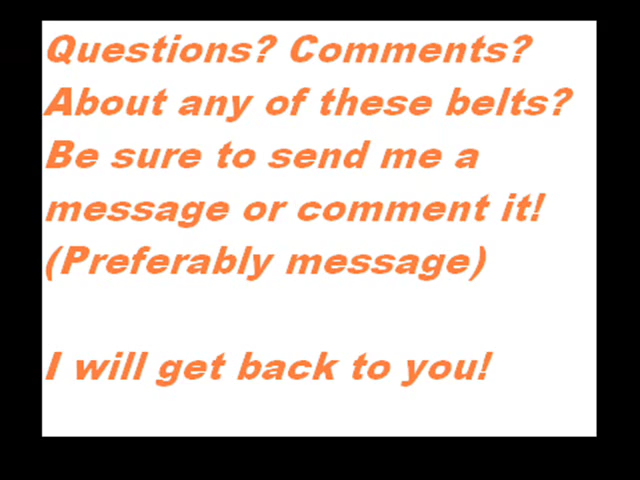 Questions? Comments?
About any of these belts?
Be sure to send me a
message or comment it!
(Preferably message)
I will get back to you!